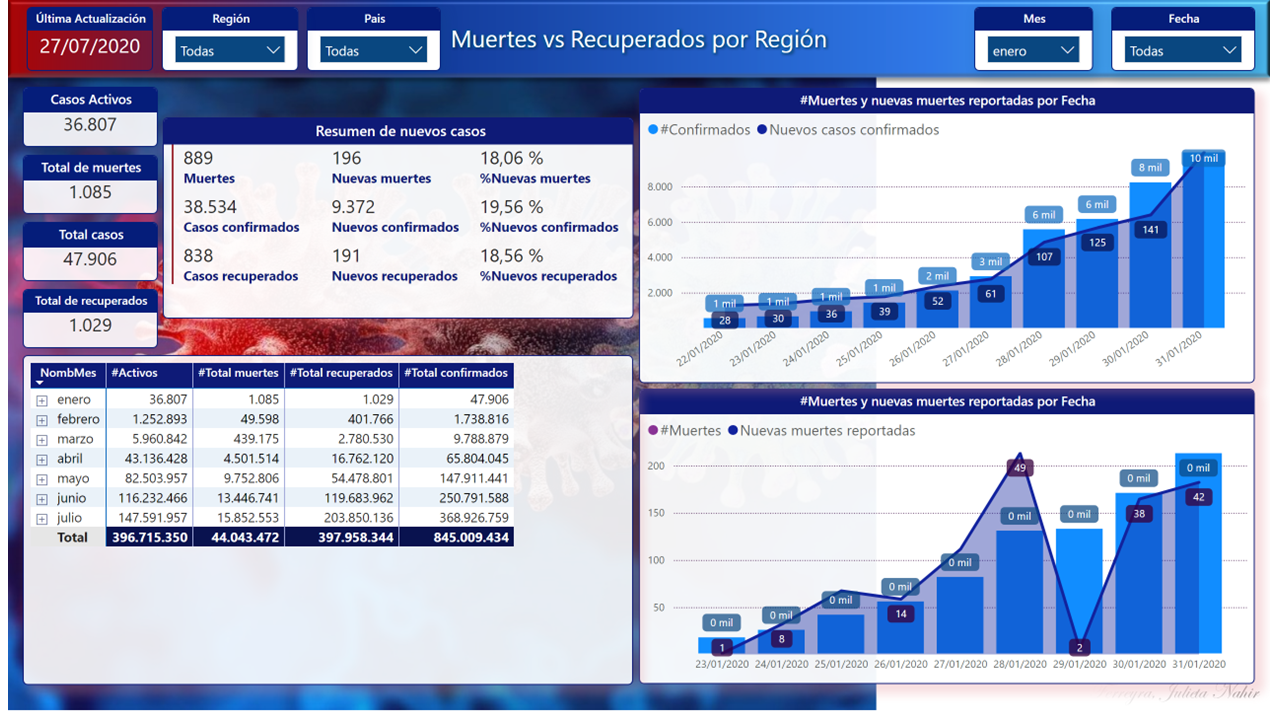 Última Actualización
27/07/2020
Región
Todas
Pais
Todas
Muertes vs Recuperados por Región
Mes
enero
Fecha
Todas
Casos Activos
36.807
Total de muertes
1.085
Total casos
47.906
Total de recuperados
1.029
Resumen de nuevos casos
889 196 18,06 %
Muertes Nuevas muertes %Nuevas muertes
38.534 9.372 19,56 %
Casos confirmados Nuevos confirmados %Nuevos confirmados
838 191 18,56 %
Casos recuperados Nuevos recuperados %Nuevos recuperados
NombMes #Activos #Total muertes #Total recuperados #Total confirmados
enero 36.807 1.085 1.029 47.906
febrero 1.252.893 49.598 401.766 1.738.816
marzo 5.960.842 439.175 2.780.530 9.788.879
abril 43.136.428 4.501.514 16.762.120 65.804.045
mayo 82.503.957 9.752.806 54.478.801 147.911.441
junio 116.232.466 13.446.741 119.683.962 250.791.588
julio 147.591.957 15.852.553 203.850.136 368.926.759
Total 396.715.350 44.043.472 397.958.344 845.009.434
#Muertes y nuevas muertes reportadas por Fecha
#Confirmados Nuevos casos confirmados
8.000
6.000
4.000
2.000
1 mil 1 mil 1 mil 1 mil 2 mil 3 mil 6 mil 6 mil 8 mil 10 mil
28 30 36 39 52 61 107 125 141
22/01/2020 23/01/2020 24/01/2020 25/01/2020 26/01/2020 27/01/2020 28/01/2020 29/01/2020 30/01/2020 31/01/2020
#Muertes y nuevas muertes reportadas por Fecha
#Muertes Nuevas muertes reportadas
200
150
100
50
0 mil 0 mil 0 mil 0 mil 0 mil 0 mil 0 mil 0 mil 0 mil
1 8 14 49 2 38 42
23/01/2020 24/01/2020 25/01/2020 26/01/2020 27/01/2020 28/01/2020 29/01/2020 30/01/2020 31/01/2020
Julieta Nahir